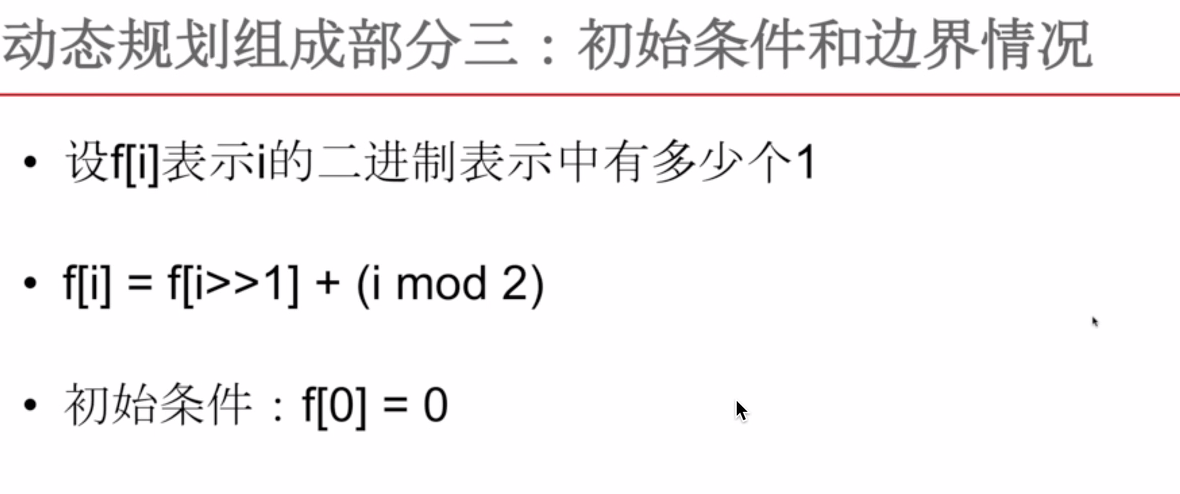 动态规划组成部分三：初始条件和边界情况
• 设f[i]表示i的二进制表示中有多少个1
• f[i] = f[i>>1] + (i mod 2)
• 初始条件：f[0] = 0